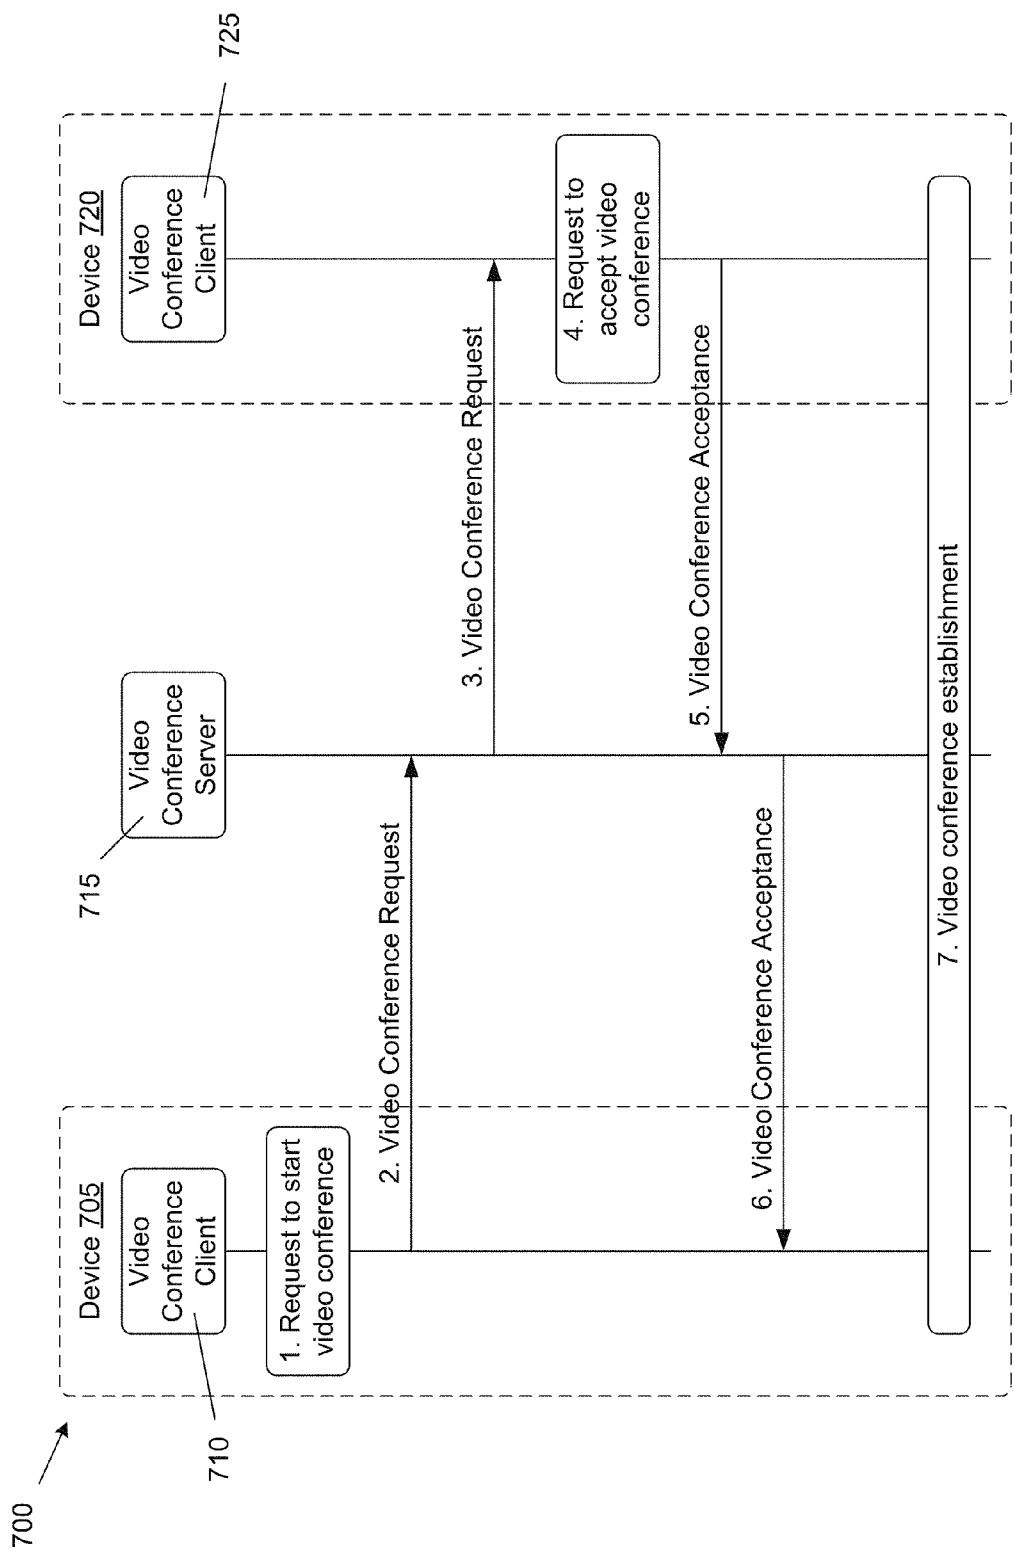 700
Device 705
Video
Conference
Client
710
715
Video
Conference
Server
Device 720
Video
Conference
Client
725
1. Request to start
video conference
2. Video Conference Request
3. Video Conference Request
4. Request to
accept video
conference
5. Video Conference Acceptance
6. Video Conference Acceptance
7. Video conference establishment